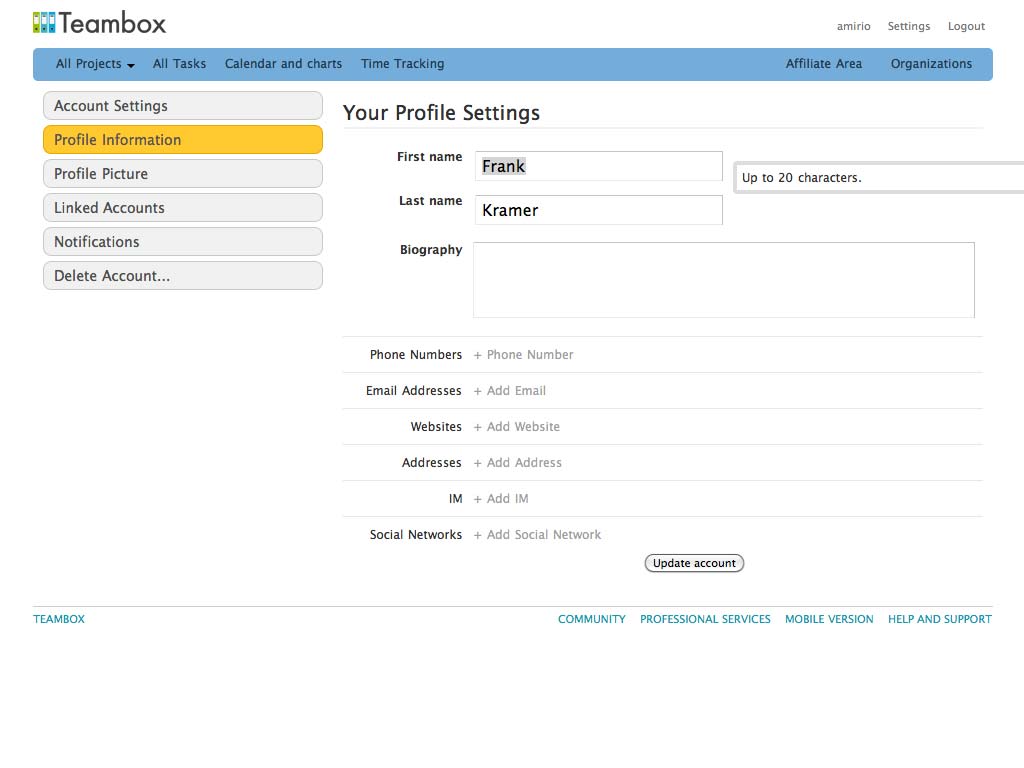 Teambox
amirio Settings Logout
All Projects All Tasks Calendar and charts Time Tracking Affiliate Area Organizations
Account Settings
Profile Information
Profile Picture
Linked Accounts
Notifications
Delete Account...
Your Profile Settings
First name Frank
Up to 20 characters.
Last name Kramer
Biography
Phone Numbers + Phone Number
Email Addresses + Add Email
Websites + Add Website
Addresses + Add Address
IM + Add IM
Social Networks + Add Social Network
Update account
TEAMBOX COMMUNITY PROFESSIONAL SERVICES MOBILE VERSION HELP AND SUPPORT